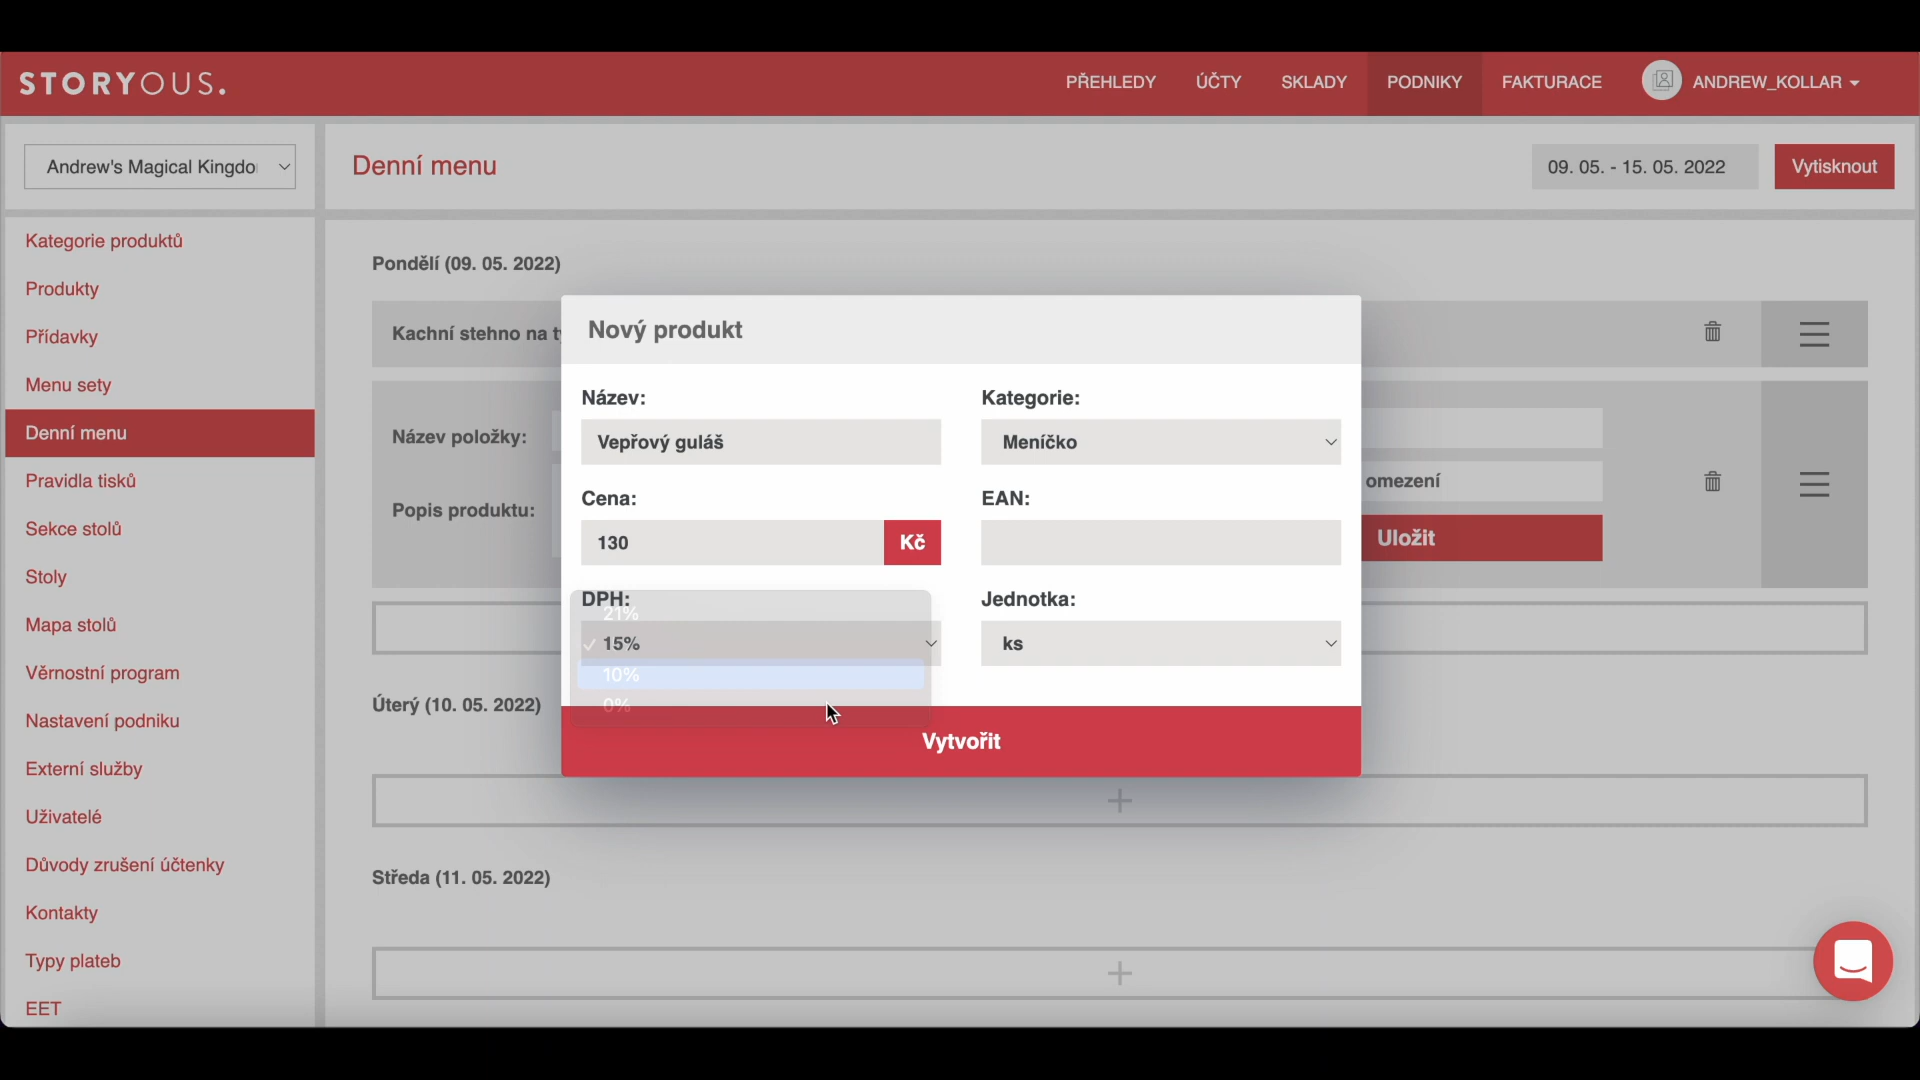 STORYOUS.
PŘEHLEDY
ÚČTY
SKLADY
PODNIKY
FAKTURACE
ANDREW_KOLLAR
Andrew's Magical Kingdo
Denní menu
09. 05. - 15. 05. 2022
Vytisknout
Kategorie produktů
Produkty
Přídavky
Menu sety
Denní menu
Pravidla tisků
Sekce stolů
Stoly
Mapa stolů
Věrnostní program
Nastavení podniku
Externí služby
Uživatelé
Důvody zrušení účtenky
Kontakty
Typy plateb
EET
Pondělí (09. 05. 2022)
Kachní stehno na
Název položky:
Popis produktu:
omezení
Uložit
Nový produkt
Název:
Vepřový guláš
Kategorie:
Meníčko
Cena:
130
Kč
EAN:
DPH:
21%
✓ 15%
10%
0%
Jednotka:
ks
Vytvořit
Úterý (10. 05. 2022)
Středa (11. 05. 2022)